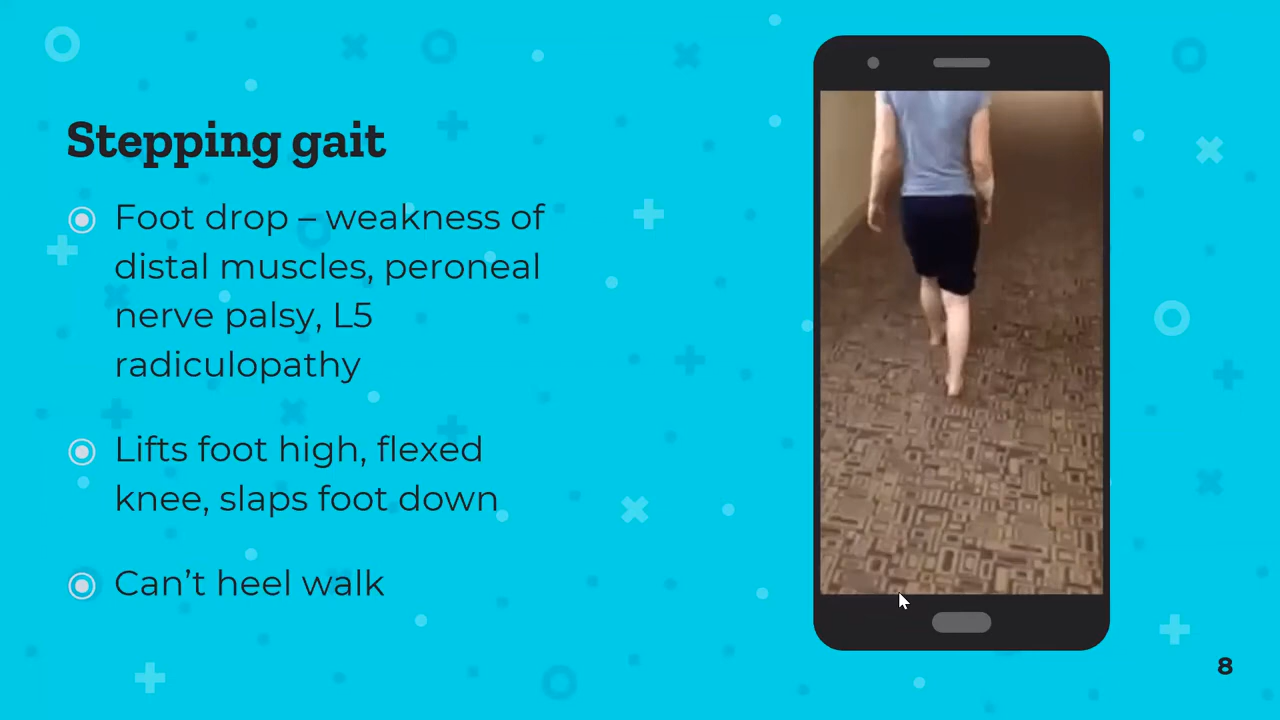 Stepping gait
Foot drop – weakness of
distal muscles, peroneal
nerve palsy, L5
radiculopathy
Lifts foot high, flexed
knee, slaps foot down
Can’t heel walk
8